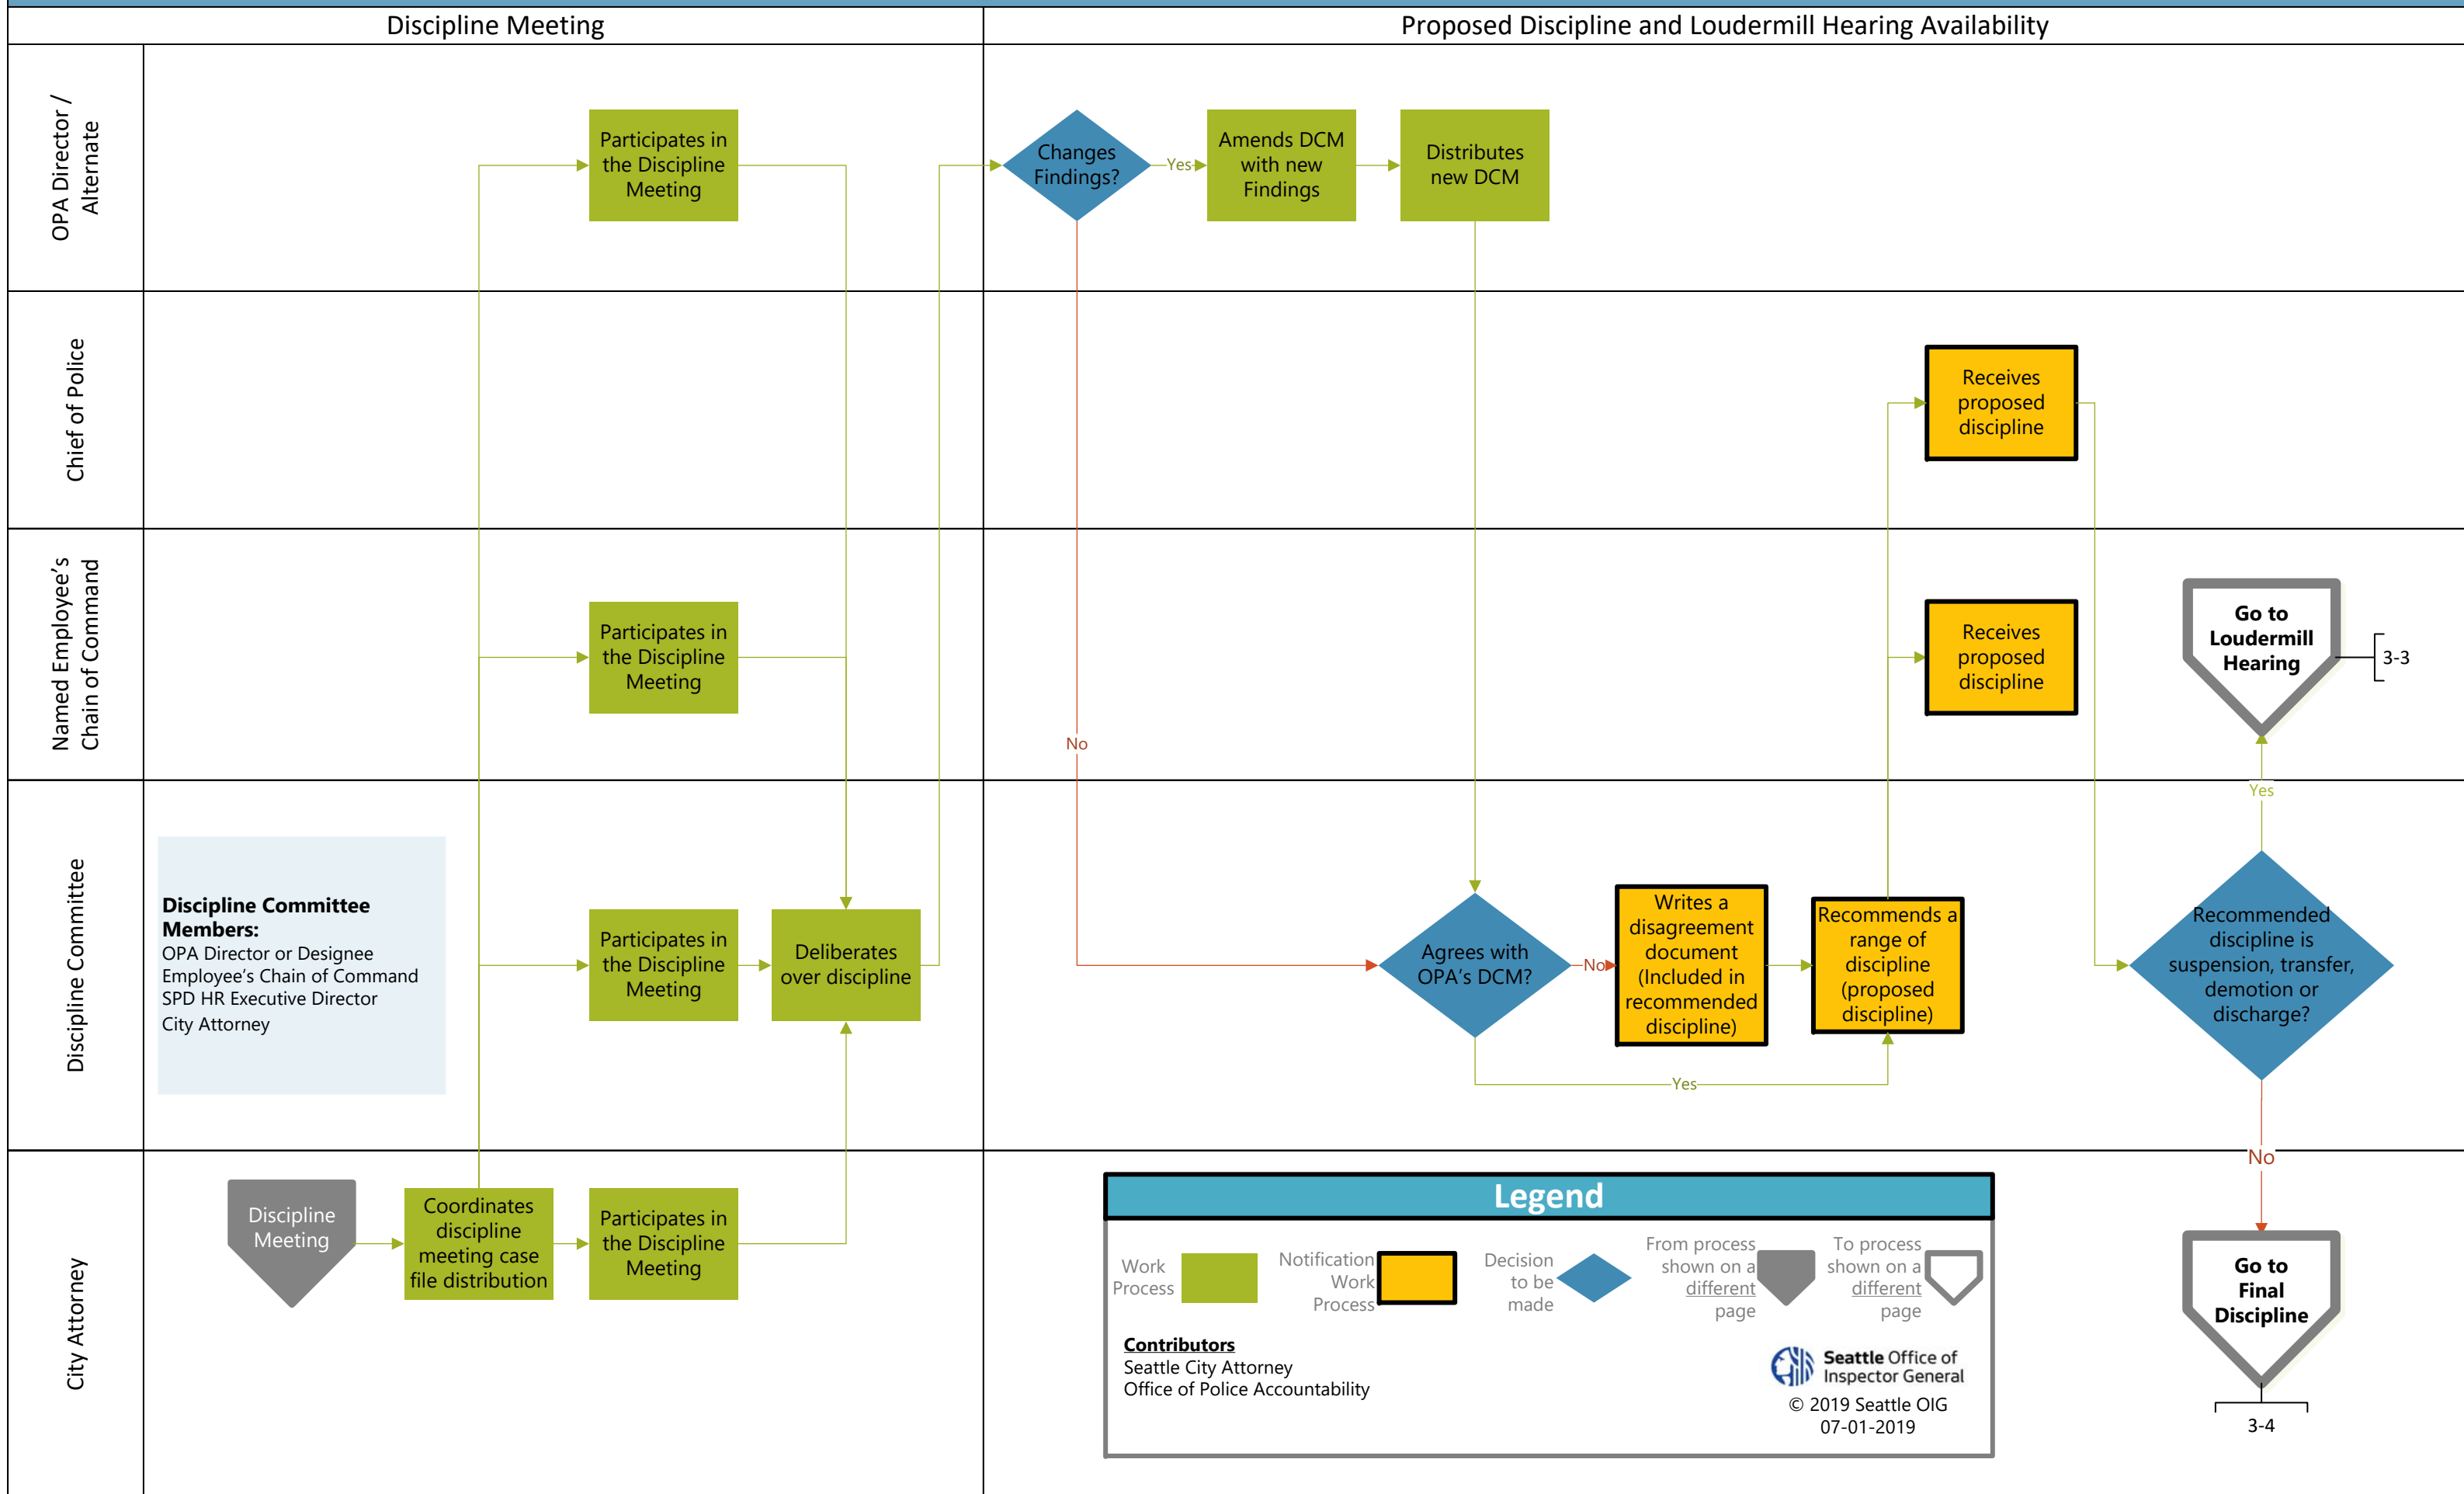 Discipline Meeting
Proposed Discipline and Loudermill Hearing Availability
OPA Director /
Alternate
Participates in
the Discipline
Meeting
Changes
Findings?
Yes
Amends DCM
with new
Findings
Distributes
new DCM
Chief of Police
Receives
proposed
discipline
Named Employee’s
Chain of Command
Participates in
the Discipline
Meeting
No
Receives
proposed
discipline
Go to
Loudermill
Hearing
3-3
Yes
Discipline Committee
Discipline Committee
Members:
OPA Director or Designee
Employee’s Chain of Command
SPD HR Executive Director
City Attorney
Participates in
the Discipline
Meeting
Deliberates
over discipline
Agrees with
OPA’s DCM?
No
Writes a
disagreement
document
(Included in
recommended
discipline)
Recommends a
range of
discipline
(proposed
discipline)
Yes
Recommended
discipline is
suspension, transfer,
demotion or
discharge?
No
City Attorney
Discipline
Meeting
Coordinates
discipline
meeting case
file distribution
Participates in
the Discipline
Meeting
Legend
Work
Process
Notification
Work
Process
Decision
to be
made
From process
shown on a
different
page
To process
shown on a
different
page
Contributors
Seattle City Attorney
Office of Police Accountability
Seattle Office of
Inspector General
© 2019 Seattle OIG
07-01-2019
Go to
Final
Discipline
3-4